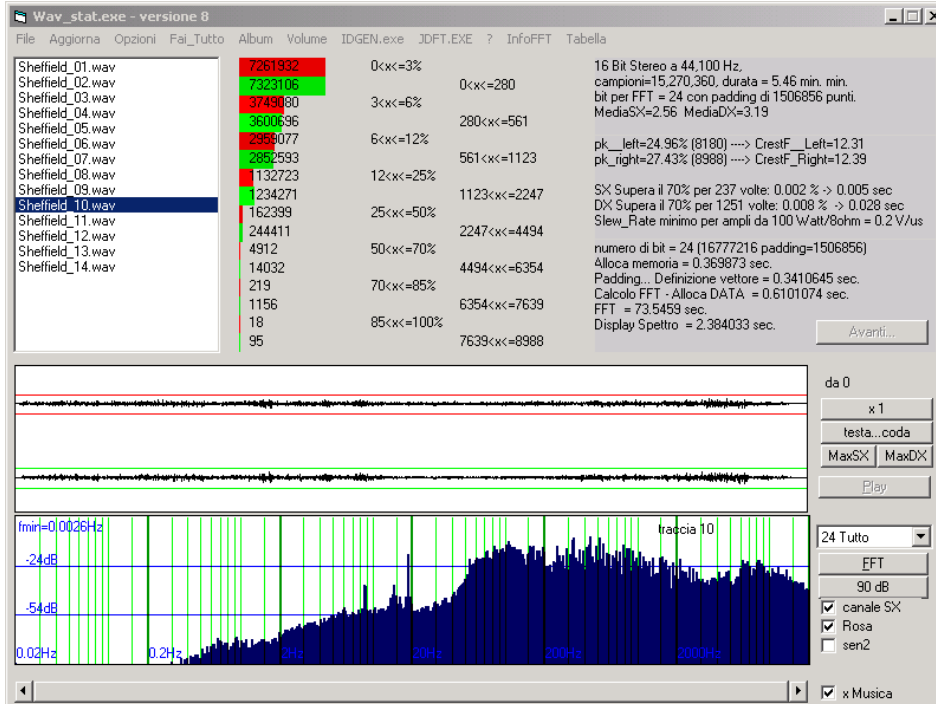 Wav_stat.exe - versione 8
File Aggiorna Opzioni Fai_Tutto Album Volume IDGEN.exe JDFT.EXE ? InfoFFT Tabella
Sheffield_01.wav
Sheffield_02.wav
Sheffield_03.wav
Sheffield_04.wav
Sheffield_05.wav
Sheffield_06.wav
Sheffield_07.wav
Sheffield_08.wav
Sheffield_09.wav
Sheffield_10.wav
Sheffield_11.wav
Sheffield_12.wav
Sheffield_13.wav
Sheffield_14.wav
7261932 0<x<=3%
7323106 0<x<=280
3749080 3<x<=6%
3600696 280<x<=561
2959077 6<x<=12%
2852593 561<x<=1123
1132723 12<x<=25%
1234271 1123<x<=2247
162399 25<x<=50%
244411 2247<x<=4494
4912 50<x<=70%
14032 4494<x<=6354
219 70<x<=85%
1156 6354<x<=7639
18 85<x<=100%
95 7639<x<=8988
16 Bit Stereo a 44,100 Hz,
campioni=15,270,360, durata = 5.46 min. min.
bit per FFT = 24 con padding di 1506856 punti.
MediaSX=2.56 MediaDX=3.19
pk__left=24.96% (8180) ----> CrestF__Left=12.31
pk_right=27.43% (8988) ----> CrestF_Right=12.39
SX Supera il 70% per 237 volte: 0.002 % -> 0.005 sec
DX Supera il 70% per 1251 volte: 0.008 % -> 0.028 sec
Slew_Rate minimo per ampli da 100 Watt/8ohm = 0.2 V/us
numero di bit = 24 (16777216 padding=1506856)
Alloca memoria = 0.369873 sec.
Padding... Definizione vettore = 0.3410645 sec.
Calcolo FFT - Alloca DATA = 0.6101074 sec.
FFT = 73.5459 sec.
Display Spettro = 2.384033 sec.
Avanti...
da 0
x 1
testa...coda
MaxSX MaxDX
Play
fmin=0.0026Hz traccia 10
-24dB
-54dB
0.02Hz 0.2Hz 2Hz 20Hz 200Hz 2000Hz
24 Tutto
FFT
90 dB
canale SX
Rosa
sen2
x Musica